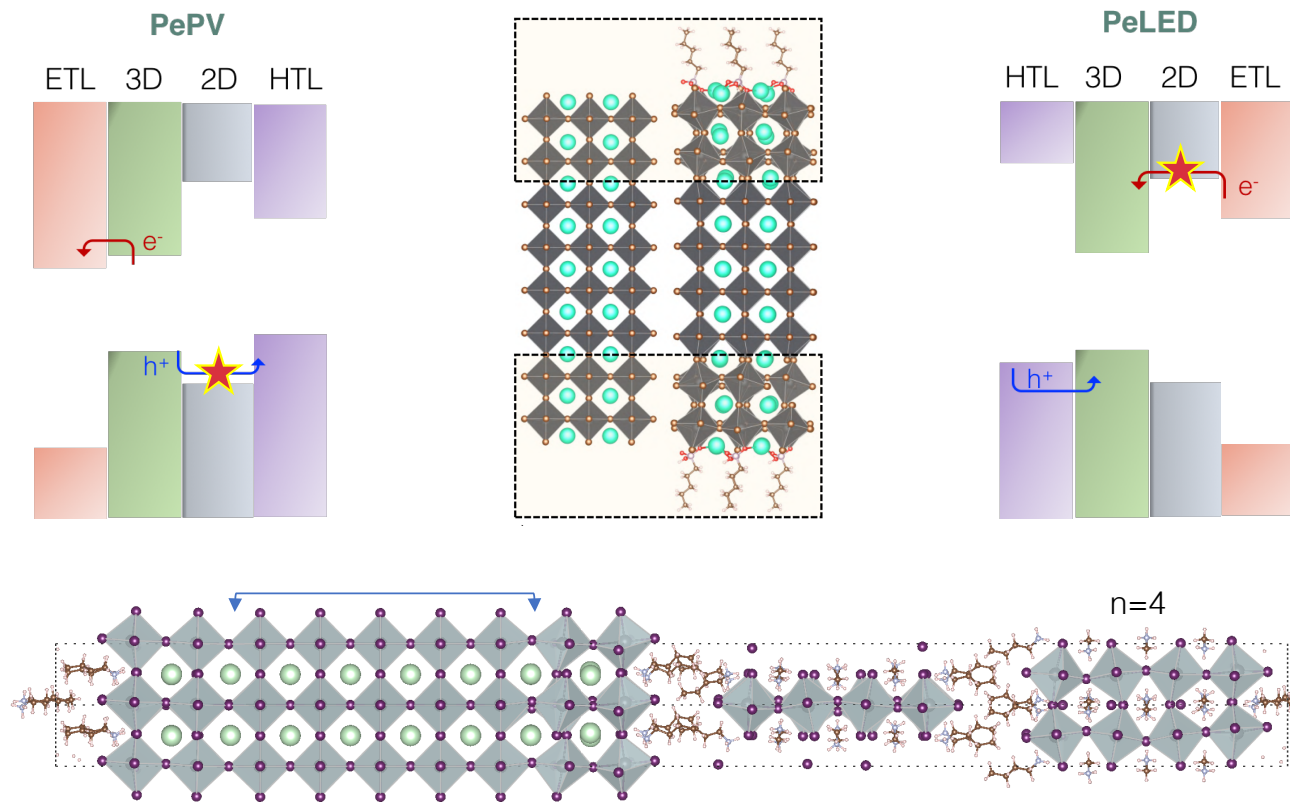 PePV
ETL 3D 2D HTL
e-
h+
PeLED
HTL 3D 2D ETL
e-
h+
n=4